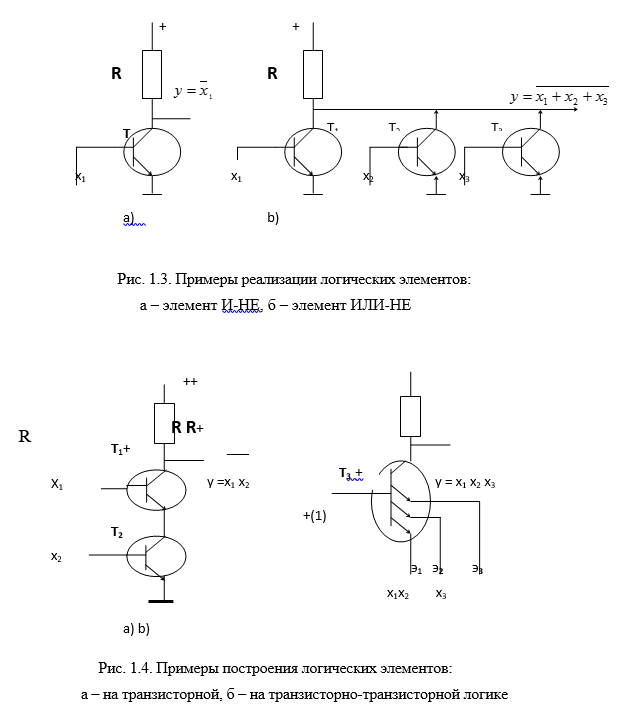 +
+
R
R
y = x̅₁
y = x₁ + x₂ + x₃
T
T₁
T₂
T₃
x₁
x₁
x₂
x₃
a)
b)
Рис. 1.3. Примеры реализации логических элементов:
а – элемент И-НЕ, б – элемент ИЛИ-НЕ
++
R
R R+
T₁+
X₁
y =x₁ x₂
T₃ +
y = x₁ x₂ x₃
+(1)
T₂
x₂
Э₁ Э₂ Э₃
x₁x₂ x₃
a) b)
Рис. 1.4. Примеры построения логических элементов:
а – на транзисторной, б – на транзисторно-транзисторной логике